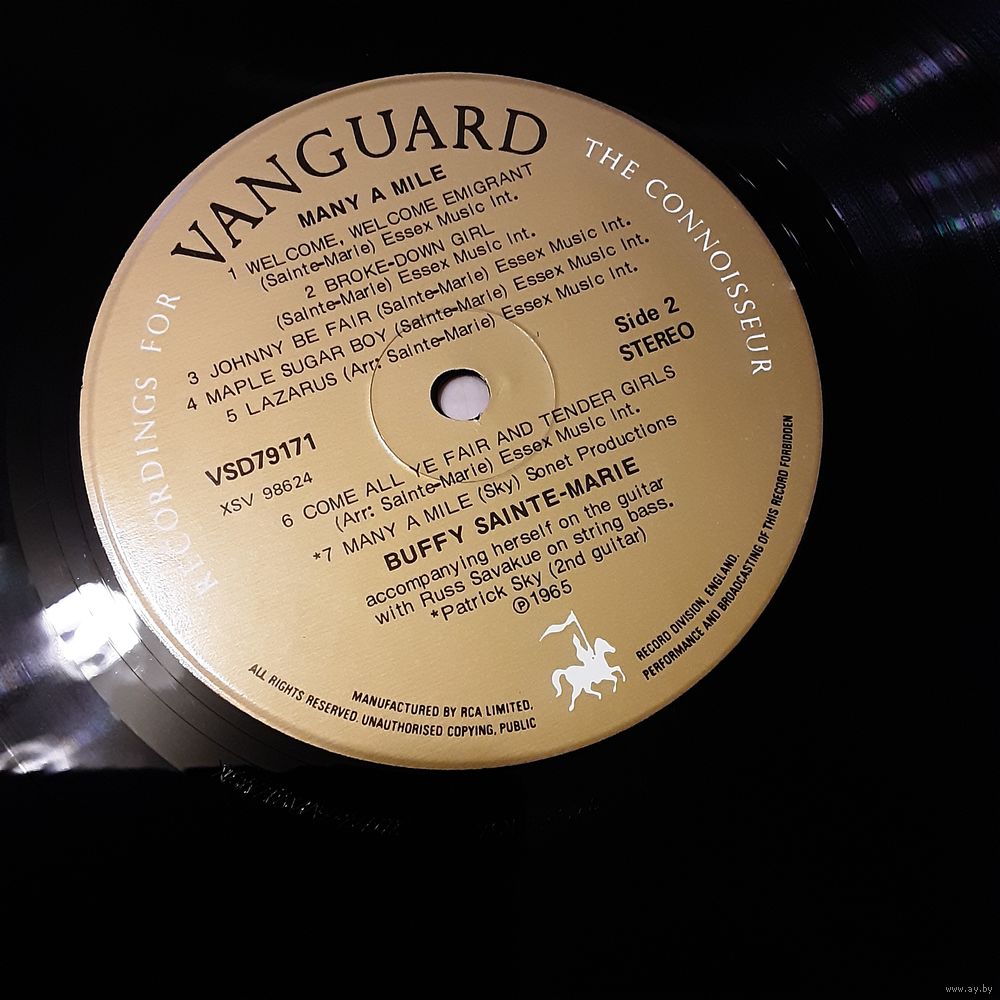 RECORDINGS FOR
VANGUARD
THE CONNOISSEUR
MANY A MILE
1 WELCOME, WELCOME EMIGRANT
(Sainte-Marie) Essex Music Int.
2 BROKE-DOWN GIRL
(Sainte-Marie) Essex Music Int.
3 JOHNNY BE FAIR (Sainte-Marie) Essex Music Int.
4 MAPLE SUGAR BOY (Sainte-Marie) Essex Music Int.
5 LAZARUS (Arr: Sainte-Marie) Essex Music Int.
Side 2
STEREO
VSD79171
XSV 98624
6 COME ALL YE FAIR AND TENDER GIRLS
(Arr: Sainte-Marie) Essex Music Int.
*7 MANY A MILE (Sky) Sonet Productions
BUFFY SAINTE-MARIE
accompanying herself on the guitar
with Russ Savakue on string bass.
*Patrick Sky (2nd guitar)
℗1965
MANUFACTURED BY RCA LIMITED, RECORD DIVISION, ENGLAND.
ALL RIGHTS RESERVED. UNAUTHORISED COPYING, PUBLIC PERFORMANCE AND BROADCASTING OF THIS RECORD FORBIDDEN
www.ay.by